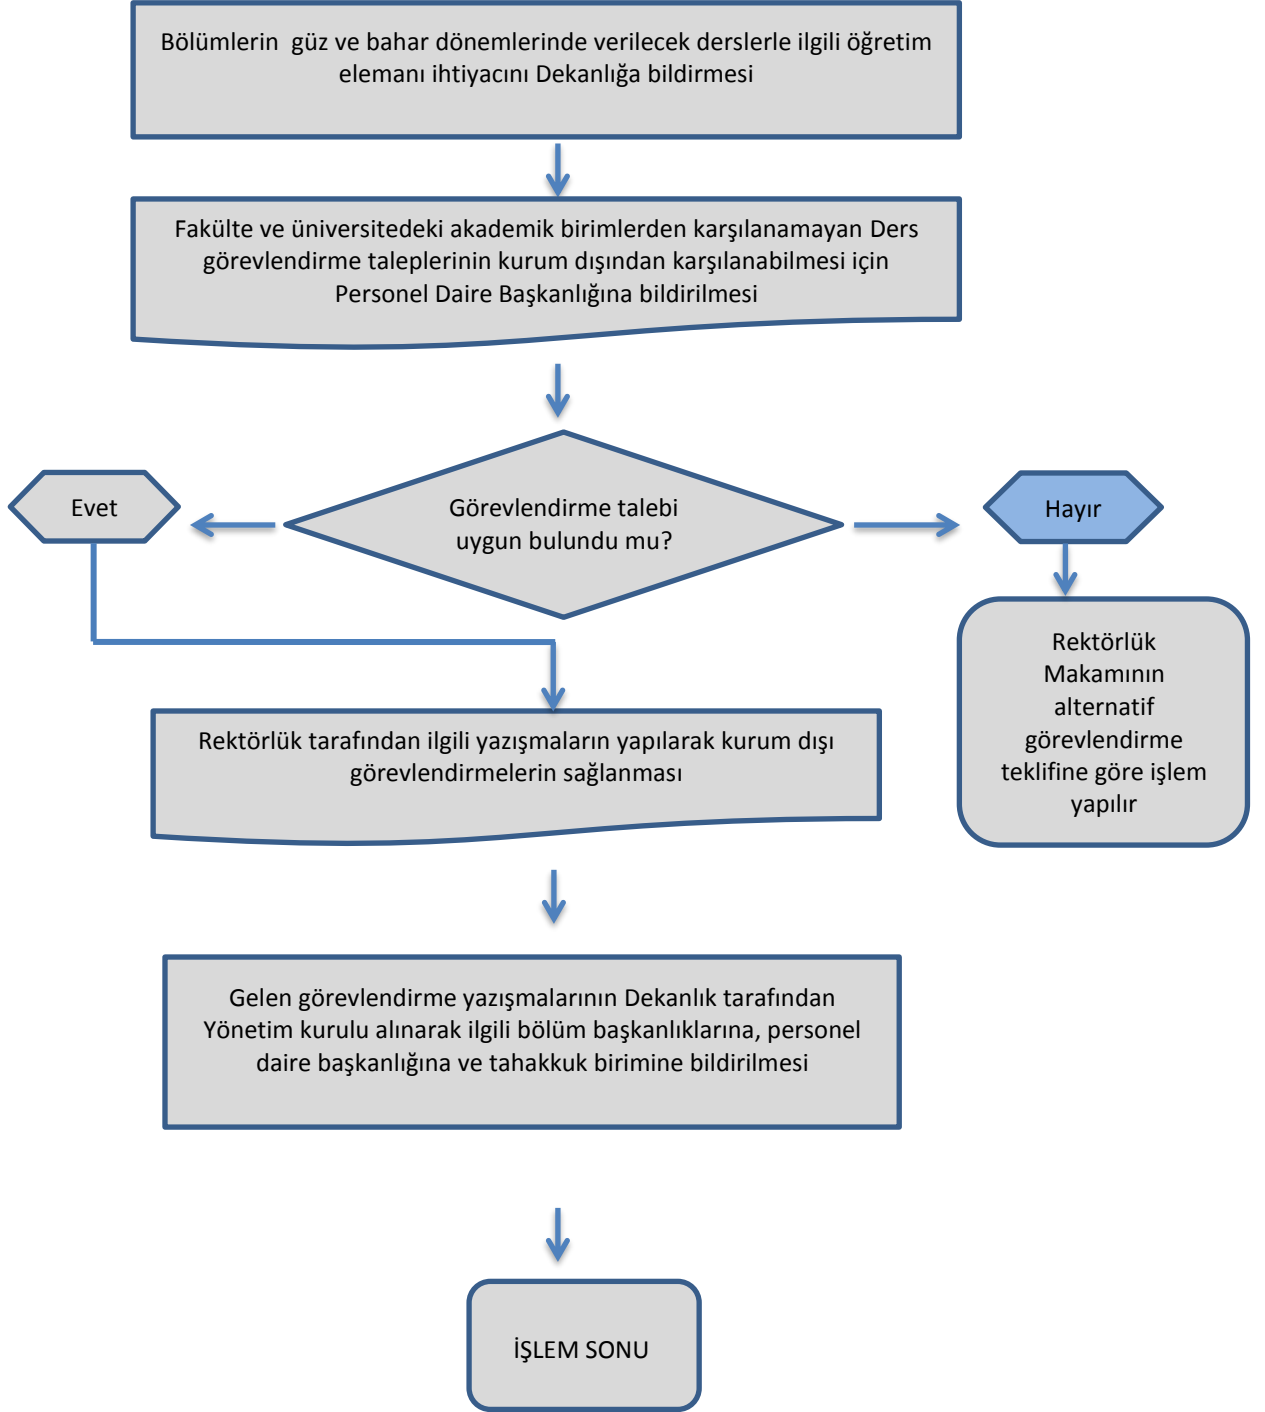 Bölümlerin  güz ve bahar dönemlerinde verilecek derslerle ilgili öğretim
elemanı ihtiyacını Dekanlığa bildirmesi
Fakülte ve üniversitedeki akademik birimlerden karşılanamayan Ders
görevlendirme taleplerinin kurum dışından karşılanabilmesi için
Personel Daire Başkanlığına bildirilmesi
Görevlendirme talebi
uygun bulundu mu?
Evet
Hayır
Rektörlük
Makamının
alternatif
görevlendirme
teklifine göre işlem
yapılır
Rektörlük tarafından ilgili yazışmaların yapılarak kurum dışı
görevlendirmelerin sağlanması
Gelen görevlendirme yazışmalarının Dekanlık tarafından
Yönetim kurulu alınarak ilgili bölüm başkanlıklarına, personel
daire başkanlığına ve tahakkuk birimine bildirilmesi
İŞLEM SONU